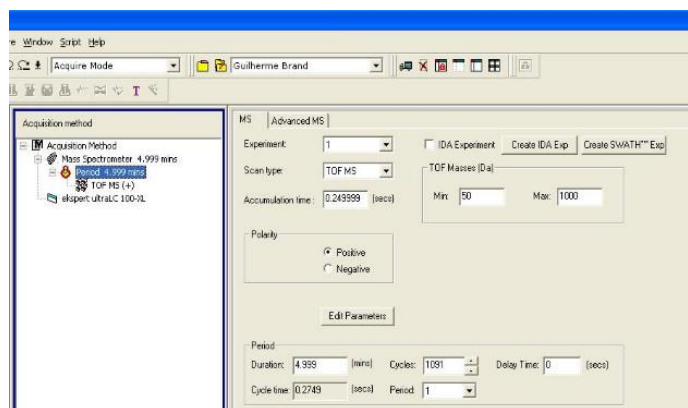 e Window Script Help
Acquire Mode Guilherme Brand
T
Acquisition method
Acquisition Method
Mass Spectrometer 4.999 mins
Period 4.999 mins
TOF MS (+)
ekspert ultraLC 100-XL
MS Advanced MS
Experiment: 1 IDA Experiment Create IDA Exp Create SWATH™ Exp
Scan type: TOF MS TOF Masses (Da)
Accumulation time: 0.249999 (secs) Min: 50 Max: 1000
Polarity
Positive
Negative
Edit Parameters
Period
Duration: 4.999 (mins) Cycles: 1091 Delay Time: 0 (secs)
Cycle time: 0.2749 (secs) Period: 1